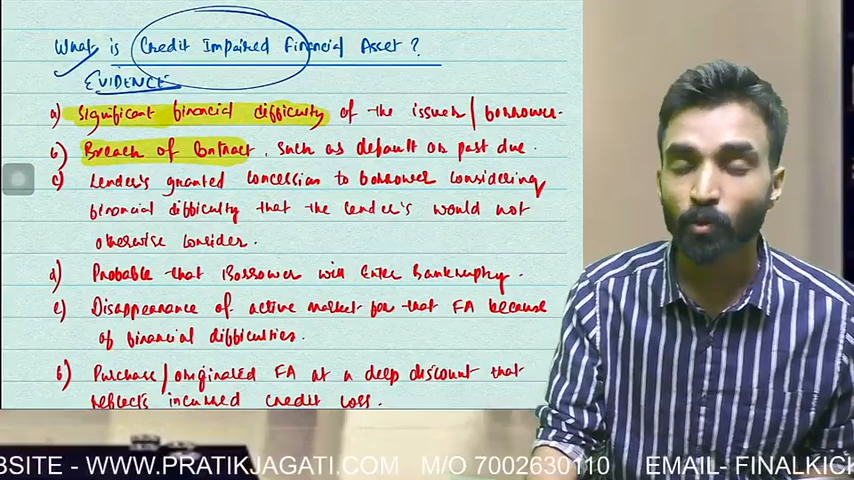 What is Credit Impaired Financial Asset ?
EVIDENCE
a) Significant financial difficulty of the issuer / borrower.
b) Breach of Contract, such as default or past due.
c) Lender's granted concession to borrower considering
financial difficulty that the lender's would not
otherwise consider.
d) Probable that Borrower will Enter Bankruptcy.
e) Disappearance of active market for that FA because
of financial difficulties.
f) Purchase / originated FA at a deep discount that
reflects incurred credit loss.
BSITE - WWW.PRATIKJAGATI.COM M/O 7002630110 EMAIL- FINALKICK